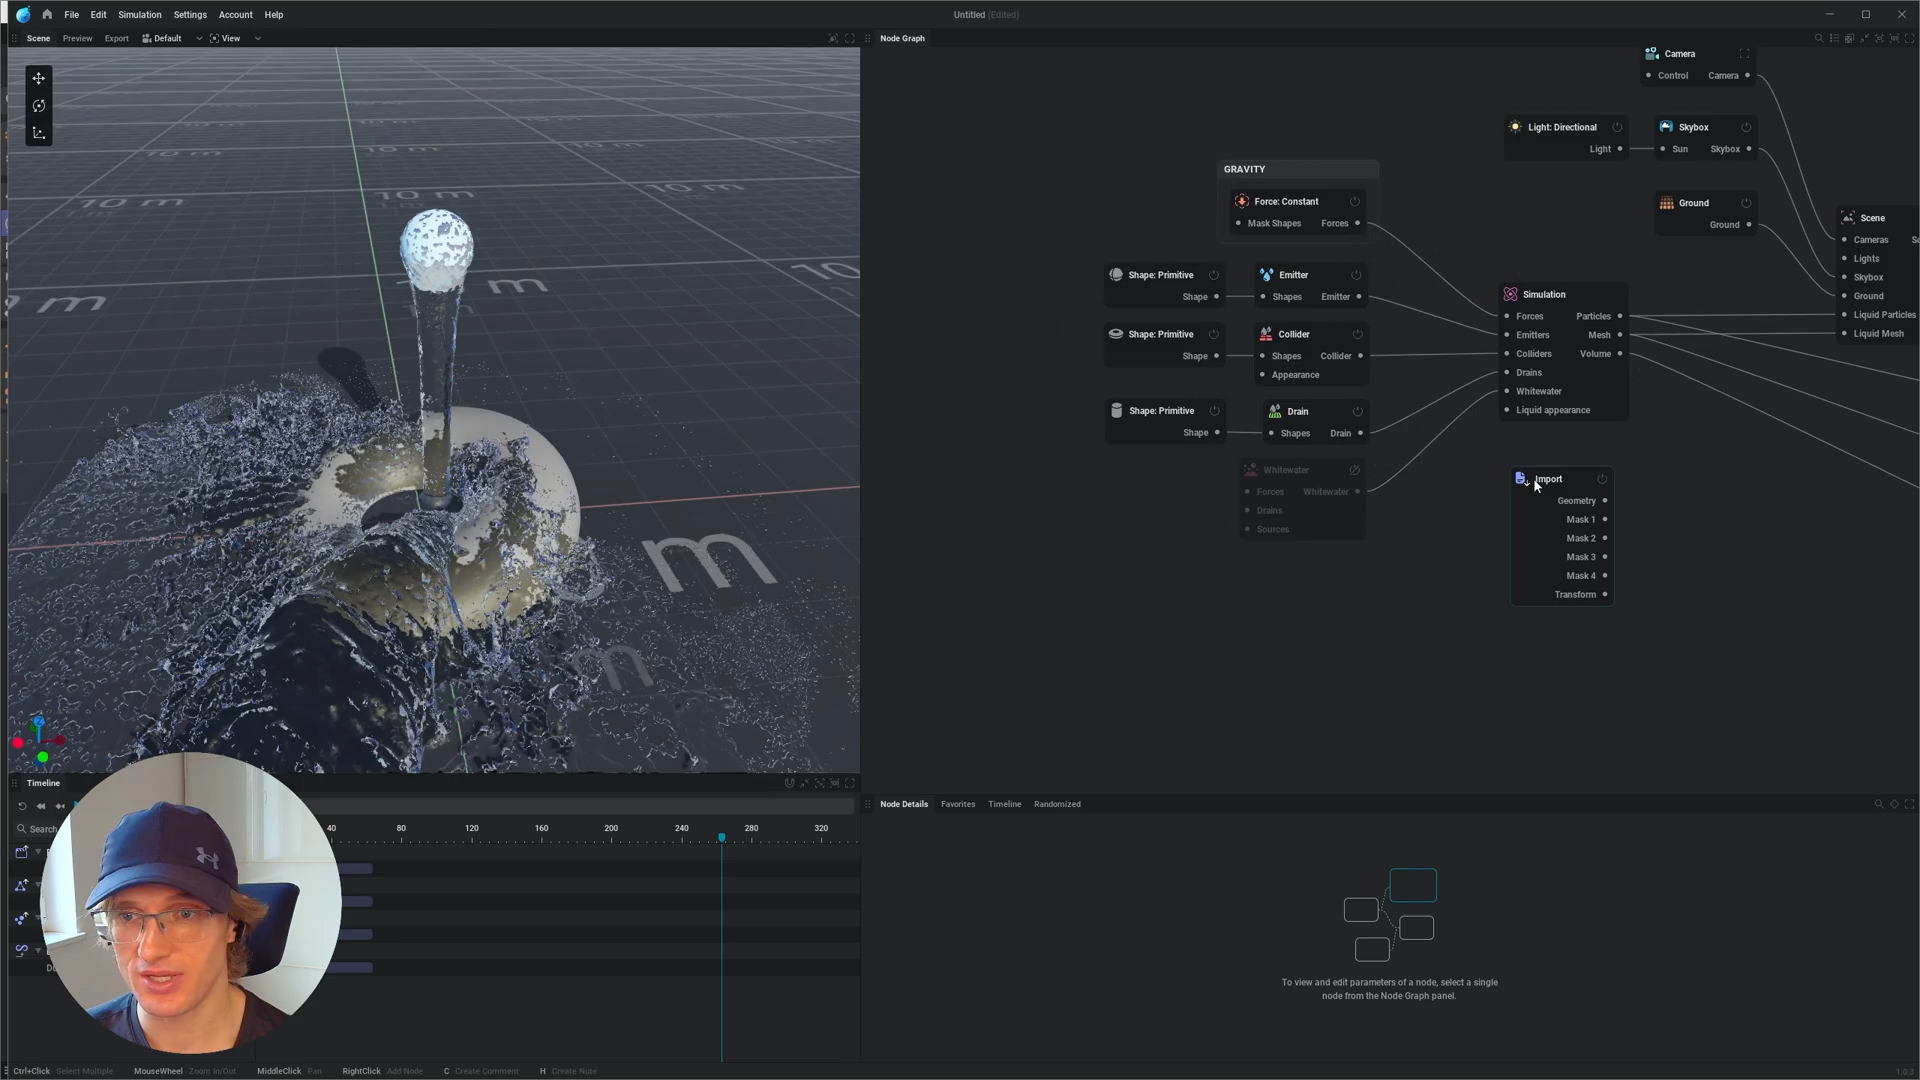 File Edit Simulation Settings Account Help
Untitled (Edited)
Scene Preview Export Default View
Node Graph
10 m
10 m
10 m
10 m
m
m
m
Camera
Control Camera
Light: Directional
Light
Skybox
Sun Skybox
GRAVITY
Force: Constant
Mask Shapes Forces
Ground
Ground
Scene
Cameras
Lights
Skybox
Ground
Liquid Particles
Liquid Mesh
Shape: Primitive
Shape
Emitter
Shapes Emitter
Simulation
Forces Particles
Emitters Mesh
Colliders Volume
Drains
Whitewater
Liquid appearance
Shape: Primitive
Shape
Collider
Shapes Collider
Appearance
Shape: Primitive
Shape
Drain
Shapes Drain
Whitewater
Forces Whitewater
Drains
Sources
Import
Geometry
Mask 1
Mask 2
Mask 3
Mask 4
Transform
Timeline
Search
40 80 120 160 200 240 280 320
Node Details Favorites Timeline Randomized
To view and edit parameters of a node, select a single
node from the Node Graph panel.
Ctrl+Click Select Multiple MouseWheel Zoom In/Out MiddleClick Pan RightClick Add Node C Create Comment H Create Note
1.0.3